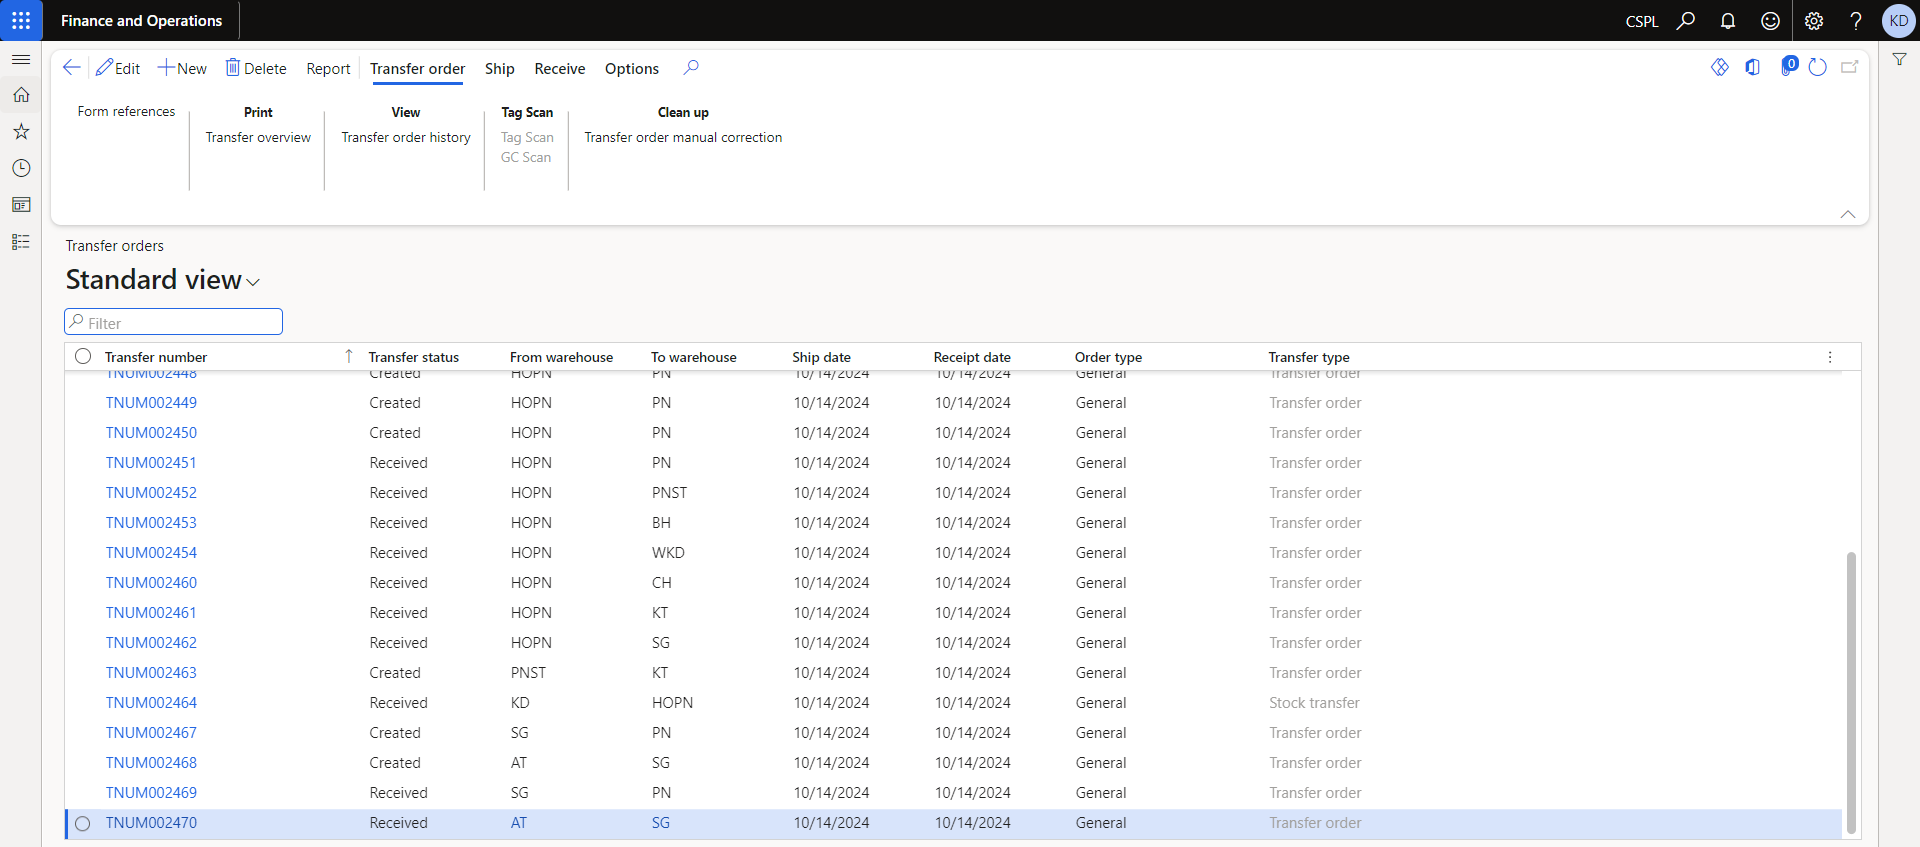 Finance and Operations
CSPL
KD
Edit New Delete Report Transfer order Ship Receive Options
0
Form references
Print
Transfer overview
View
Transfer order history
Tag Scan
Tag Scan
GC Scan
Clean up
Transfer order manual correction
Transfer orders
Standard view
Filter
Transfer number Transfer status From warehouse To warehouse Ship date Receipt date Order type Transfer type
TNUM002448 Created HOPN PN 10/14/2024 10/14/2024 General Transfer order
TNUM002449 Created HOPN PN 10/14/2024 10/14/2024 General Transfer order
TNUM002450 Created HOPN PN 10/14/2024 10/14/2024 General Transfer order
TNUM002451 Received HOPN PN 10/14/2024 10/14/2024 General Transfer order
TNUM002452 Received HOPN PNST 10/14/2024 10/14/2024 General Transfer order
TNUM002453 Received HOPN BH 10/14/2024 10/14/2024 General Transfer order
TNUM002454 Received HOPN WKD 10/14/2024 10/14/2024 General Transfer order
TNUM002460 Received HOPN CH 10/14/2024 10/14/2024 General Transfer order
TNUM002461 Received HOPN KT 10/14/2024 10/14/2024 General Transfer order
TNUM002462 Received HOPN SG 10/14/2024 10/14/2024 General Transfer order
TNUM002463 Created PNST KT 10/14/2024 10/14/2024 General Transfer order
TNUM002464 Received KD HOPN 10/14/2024 10/14/2024 General Stock transfer
TNUM002467 Created SG PN 10/14/2024 10/14/2024 General Transfer order
TNUM002468 Created AT SG 10/14/2024 10/14/2024 General Transfer order
TNUM002469 Received SG PN 10/14/2024 10/14/2024 General Transfer order
TNUM002470 Received AT SG 10/14/2024 10/14/2024 General Transfer order